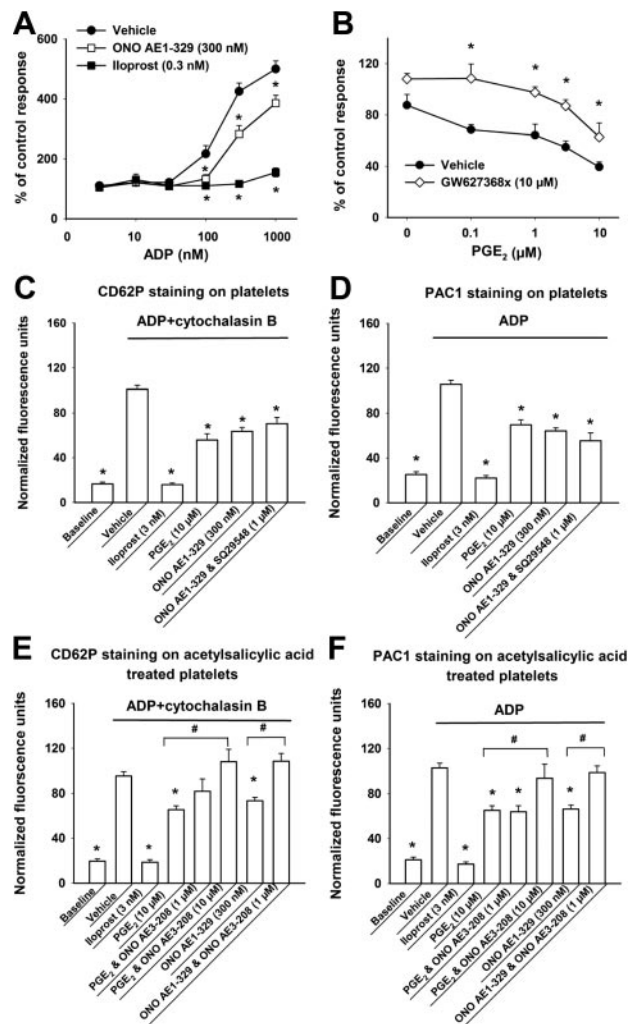 A
Vehicle
ONO AE1-329 (300 nM)
Iloprost (0.3 nM)
% of control response
600
400
200
0
10
100
1000
ADP (nM)
* * *
* * *
B
% of control response
120
80
40
0
* * * *
Vehicle
GW627368x (10 µM)
0
0.1
1
10
PGE2 (µM)
C
CD62P staining on platelets
ADP+cytochalasin B
Normalized fluorescence units
160
120
80
40
0
* * * * *
Baseline
Vehicle
Iloprost (3 nM)
PGE2 (10 µM)
ONO AE1-329 (300 nM)
ONO AE1-329 & SQ29548 (1 µM)
D
PAC1 staining on platelets
ADP
Normalized fluorescence units
160
120
80
40
0
* * * * *
Baseline
Vehicle
Iloprost (3 nM)
PGE2 (10 µM)
ONO AE1-329 (300 nM)
ONO AE1-329 & SQ29548 (1 µM)
E
CD62P staining on acetylsalicylic acid
treated platelets
ADP+cytochalasin B
Normalized fluorescence units
160
120
80
40
0
# #
* * * *
Baseline
Vehicle
Iloprost (3 nM)
PGE2 (10 µM)
PGE2 & ONO AE3-208 (1 µM)
PGE2 & ONO AE3-208 (10 µM)
ONO AE1-329 (300 nM)
ONO AE1-329 & ONO AE3-208 (1 µM)
F
PAC1 staining on acetylsalicylic acid
treated platelets
ADP
Normalized fluorescence units
160
120
80
40
0
# #
* * * * *
Baseline
Vehicle
Iloprost (3 nM)
PGE2 (10 µM)
PGE2 & ONO AE3-208 (1 µM)
PGE2 & ONO AE3-208 (10 µM)
ONO AE1-329 (300 nM)
ONO AE1-329 & ONO AE3-208 (1 µM)